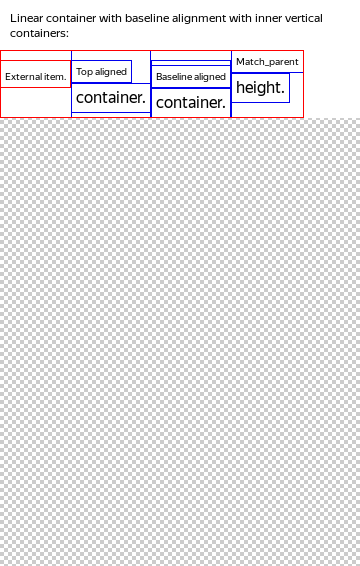 Linear container with baseline alignment with inner vertical
containers:
External item.
Top aligned
container.
Baseline aligned
container.
Match_parent
height.